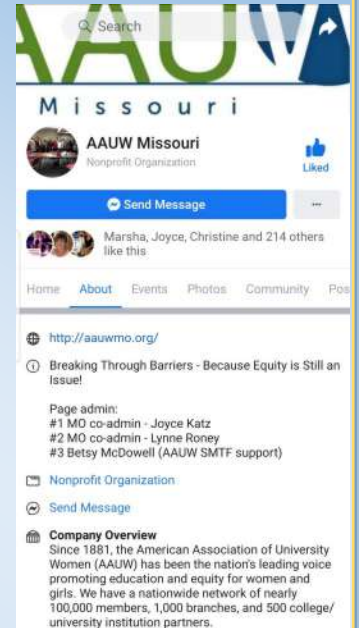 Search
AAUW
Missouri
AAUW Missouri
Nonprofit Organization
Liked
Send Message
...
Marsha, Joyce, Christine and 214 others
like this
Home About Events Photos Community Pos
http://aauwmo.org/
Breaking Through Barriers - Because Equity is Still an
Issue!
Page admin:
#1 MO co-admin - Joyce Katz
#2 MO co-admin - Lynne Roney
#3 Betsy McDowell (AAUW SMTF support)
Nonprofit Organization
Send Message
Company Overview
Since 1881, the American Association of University
Women (AAUW) has been the nation's leading voice
promoting education and equity for women and
girls. We have a nationwide network of nearly
100,000 members, 1,000 branches, and 500 college/
university institution partners.